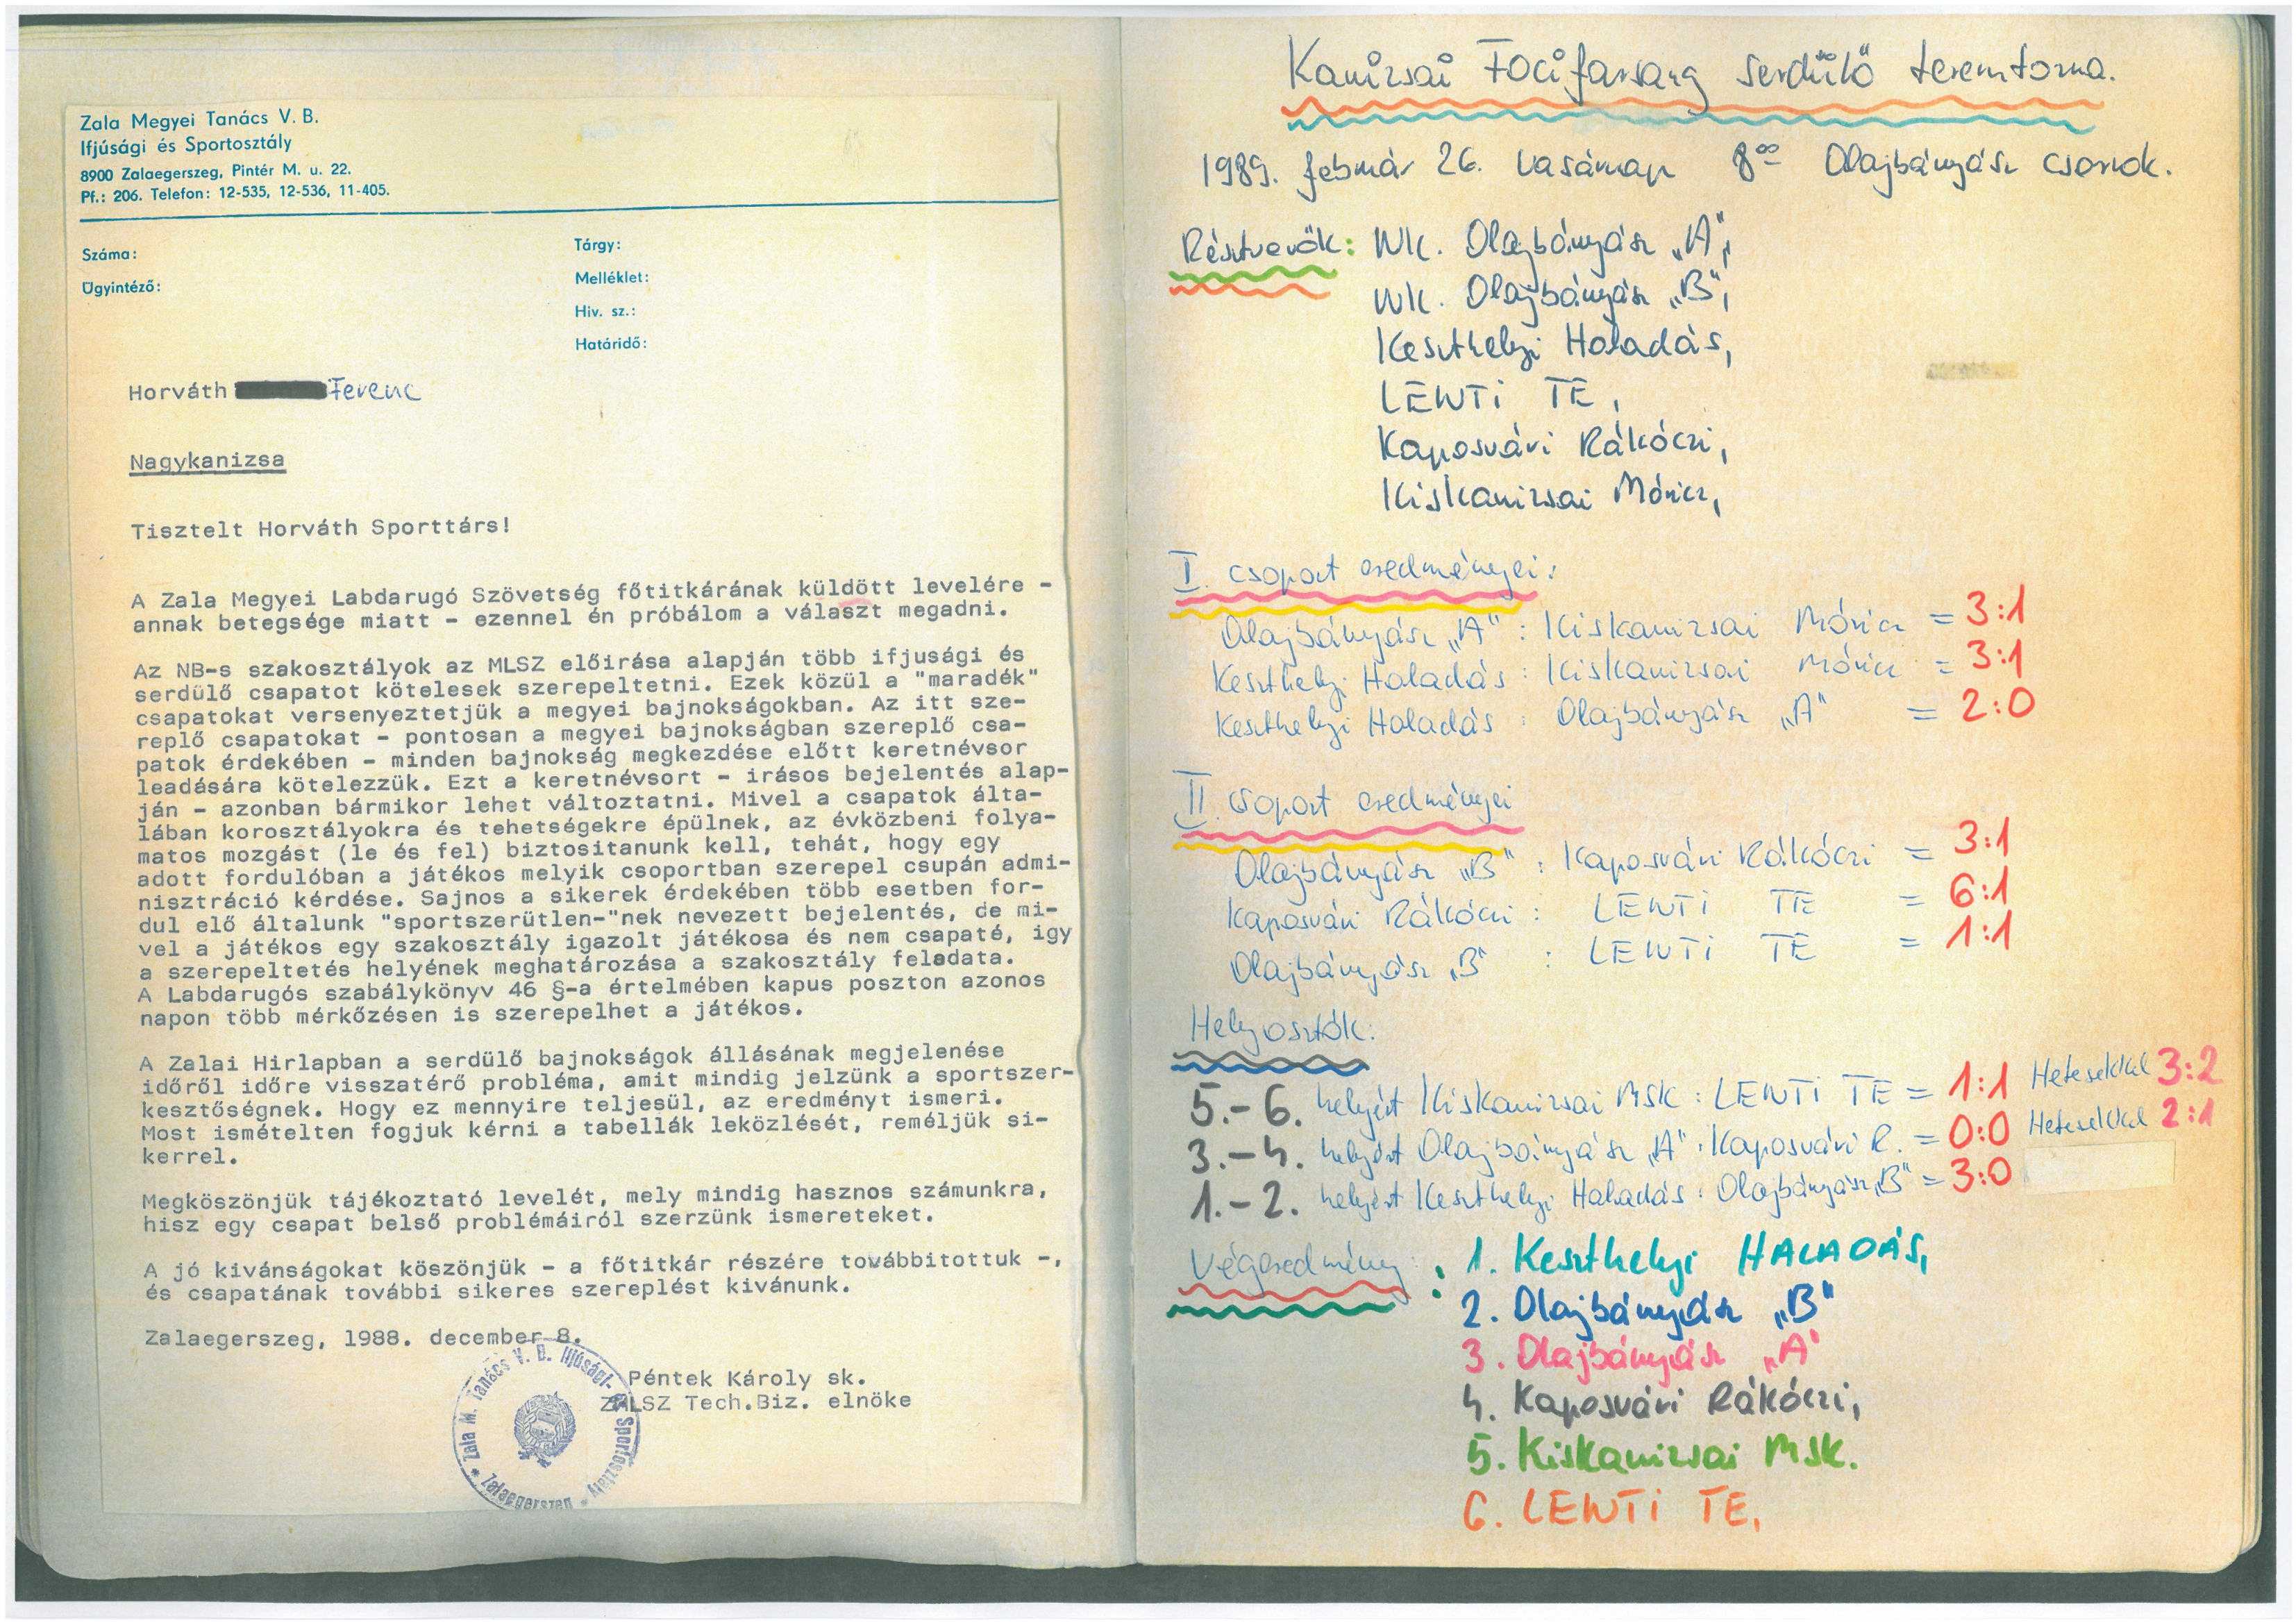 Zala Megyei Tanács V. B.
Ifjúsági és Sportosztály
8900 Zalaegerszeg, Pintér M. u. 22.
Pf.: 206. Telefon: 12-535, 12-536, 11-405.
Száma:
Ügyintéző:
Tárgy:
Melléklet:
Hiv. sz.:
Határidő:
Horváth Ferenc
Nagykanizsa
Tisztelt Horváth Sporttárs!
A Zala Megyei Labdarugó Szövetség főtitkárának küldött levelére -
annak betegsége miatt - ezennel én próbálom a választ megadni.
Az NB-s szakosztályok az MLSZ előirása alapján több ifjusági és
serdülő csapatot kötelesek szerepeltetni. Ezek közül a "maradék"
csapatokat versenyeztetjük a megyei bajnokságokban. Az itt sze-
replő csapatokat - pontosan a megyei bajnokságban szereplő csa-
patok érdekében - minden bajnokság megkezdése előtt keretnévsor
leadására kötelezzük. Ezt a keretnévsort - irásos bejelentés alap-
ján - azonban bármikor lehet változtatni. Mivel a csapatok álta-
lában korosztályokra és tehetségekre épülnek, az évközbeni folya-
matos mozgást (le és fel) biztositanunk kell, tehát, hogy egy
adott fordulóban a játékos melyik csoportban szerepel csupán admi-
nisztráció kérdése. Sajnos a sikerek érdekében több esetben for-
dul elő általunk "sportszerütlen-"nek nevezett bejelentés, de mi-
vel a játékos egy szakosztály igazolt játékosa és nem csapaté, igy
a szerepeltetés helyének meghatározása a szakosztály feladata.
A Labdarugós szabálykönyv 46 §-a értelmében kapus poszton azonos
napon több mérkőzésen is szerepelhet a játékos.
A Zalai Hirlapban a serdülő bajnokságok állásának megjelenése
időről időre visszatérő probléma, amit mindig jelzünk a sportszer-
kesztőségnek. Hogy ez mennyire teljesül, az eredményt ismeri.
Most ismételten fogjuk kérni a tabellák leközlését, reméljük si-
kerrel.
Megköszönjük tájékoztató levelét, mely mindig hasznos számunkra,
hisz egy csapat belső problémáiról szerzünk ismereteket.
A jó kivánságokat köszönjük - a főtitkár részére továbbitottuk -,
és csapatának további sikeres szereplést kivánunk.
Zalaegerszeg, 1988. december 8.
Péntek Károly sk.
ZALSZ Tech.Biz. elnöke
Zala M. Tanács V. B. Ifjúsági- és Sportosztály * Zalaegerszeg *
Kanizsai Focifarsang serdülő teremtorna.
1989. február 26. vasárnap 8⁰⁰ Olajbányász csarnok.
Résztvevők: NK. Olajbányász „A",
NK. Olajbányász „B",
Keszthelyi Haladás,
LENTI TE,
Kaposvári Rákóczi,
Kiskanizsai Móricz,
I. csoport eredményei:
Olajbányász „A" : Kiskanizsai Móricz = 3:1
Keszthelyi Haladás : Kiskanizsai Móricz = 3:1
Keszthelyi Haladás : Olajbányász „A" = 2:0
II. csoport eredményei
Olajbányász „B" : Kaposvári Rákóczi = 3:1
Kaposvári Rákóczi : LENTI TE = 6:1
Olajbányász „B" : LENTI TE = 1:1
Helyosztók:
5.-6. helyért Kiskanizsai MSK : LENTI TE = 1:1 Hetesekkel 3:2
3.-4. helyért Olajbányász „A" : Kaposvári R. = 0:0 Hetesekkel 2:1
1.-2. helyért Keszthelyi Haladás : Olajbányász „B" = 3:0
Végeredmény : 1. Keszthelyi HALADÁS,
2. Olajbányász „B"
3. Olajbányász „A"
4. Kaposvári Rákóczi,
5. Kiskanizsai MSK.
6. LENTI TE,